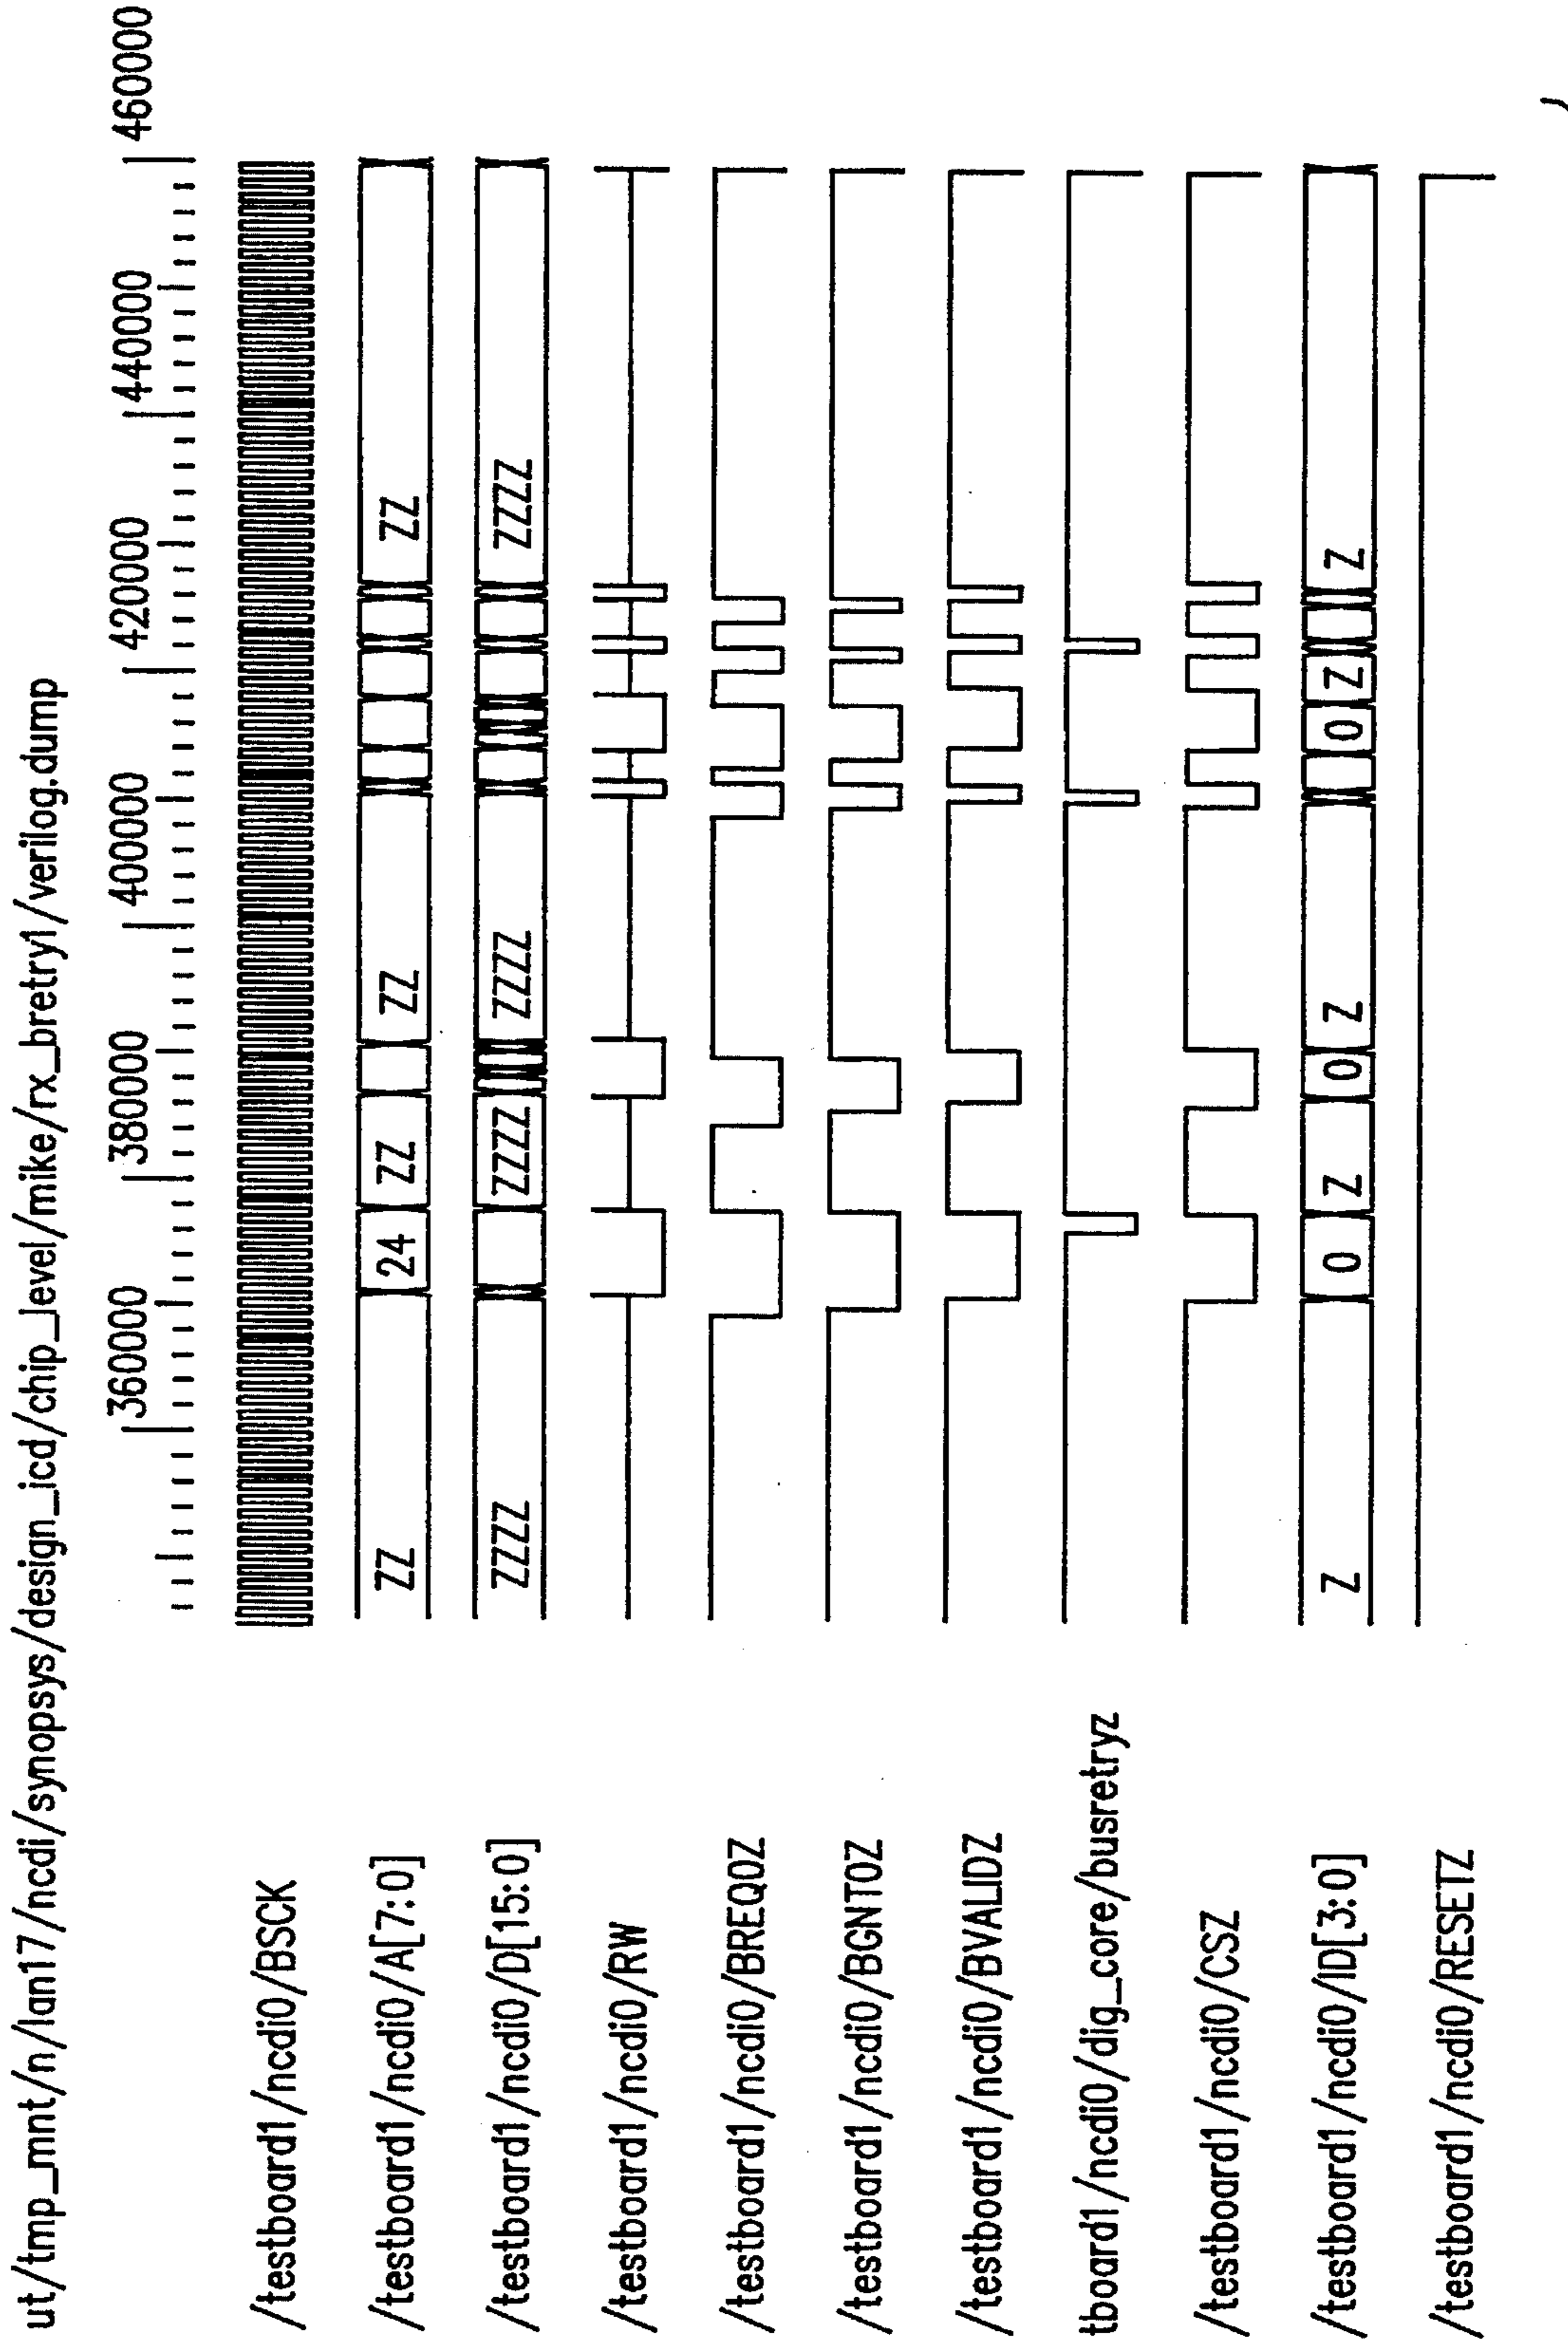 ut/tmp_mnt/n/lan17/ncdi/synopsys/design_icd/chip_level/mike/rx_bretry1/verilog.dump
360000 380000 400000 420000 440000 460000
/testboard1/ncdi0/BSCK
/testboard1/ncdi0/A[7:0] ZZ 24 ZZ ZZ ZZ
/testboard1/ncdi0/D[15:0] ZZZZ ZZZZ ZZZZ ZZZZ
/testboard1/ncdi0/RW
/testboard1/ncdi0/BREQ0Z
/testboard1/ncdi0/BGNT0Z
/testboard1/ncdi0/BVALIDZ
tboard1/ncdi0/dig_core/busretryz
/testboard1/ncdi0/CSZ
/testboard1/ncdi0/ID[3:0] Z 0 Z 0 Z 0 Z Z
/testboard1/ncdi0/RESETZ